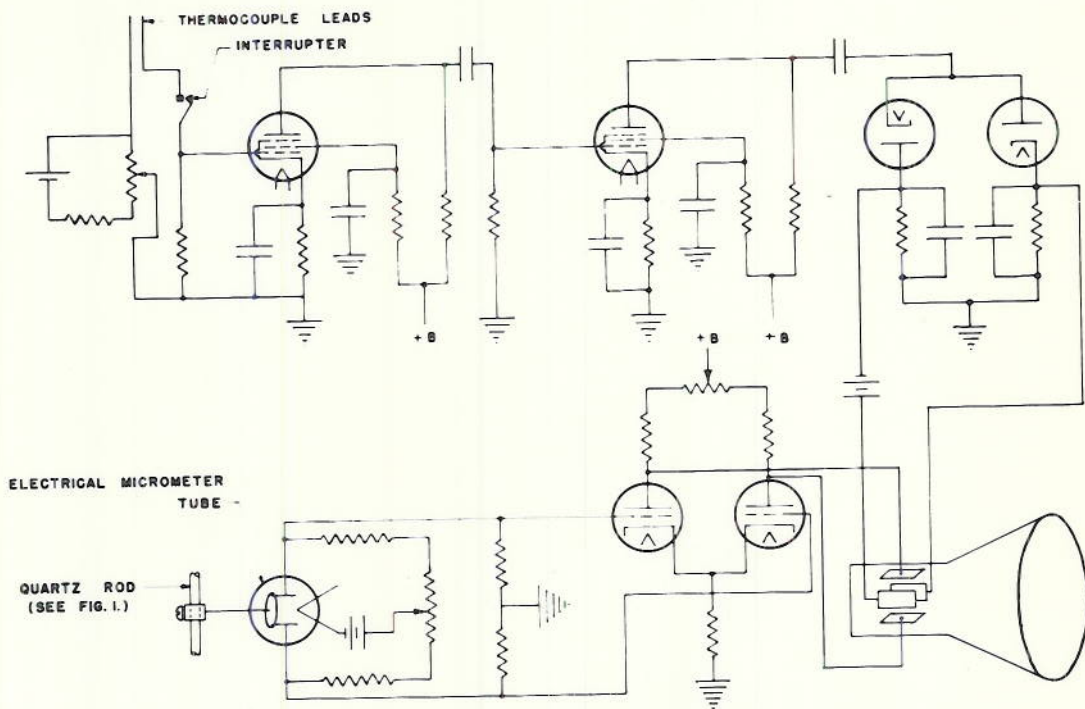 THERMOCOUPLE LEADS
INTERRUPTER
+ B
+ B
+ B
ELECTRICAL MICROMETER
TUBE
QUARTZ ROD
(SEE FIG. I.)